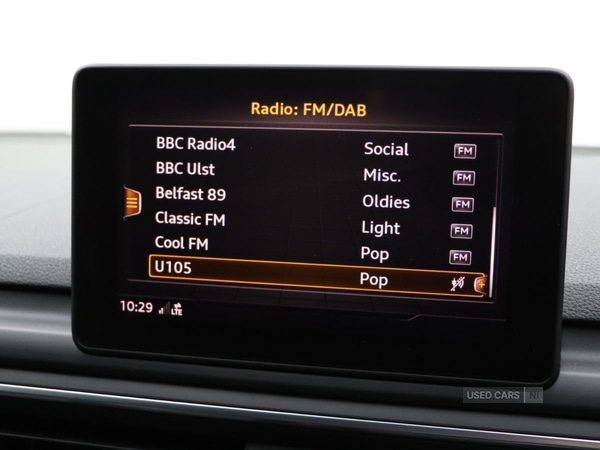 Radio: FM/DAB
BBC Radio4 Social FM
BBC Ulst Misc. FM
Belfast 89 Oldies FM
Classic FM Light FM
Cool FM Pop FM
U105 Pop
10:29 LTE
USED CARS NI